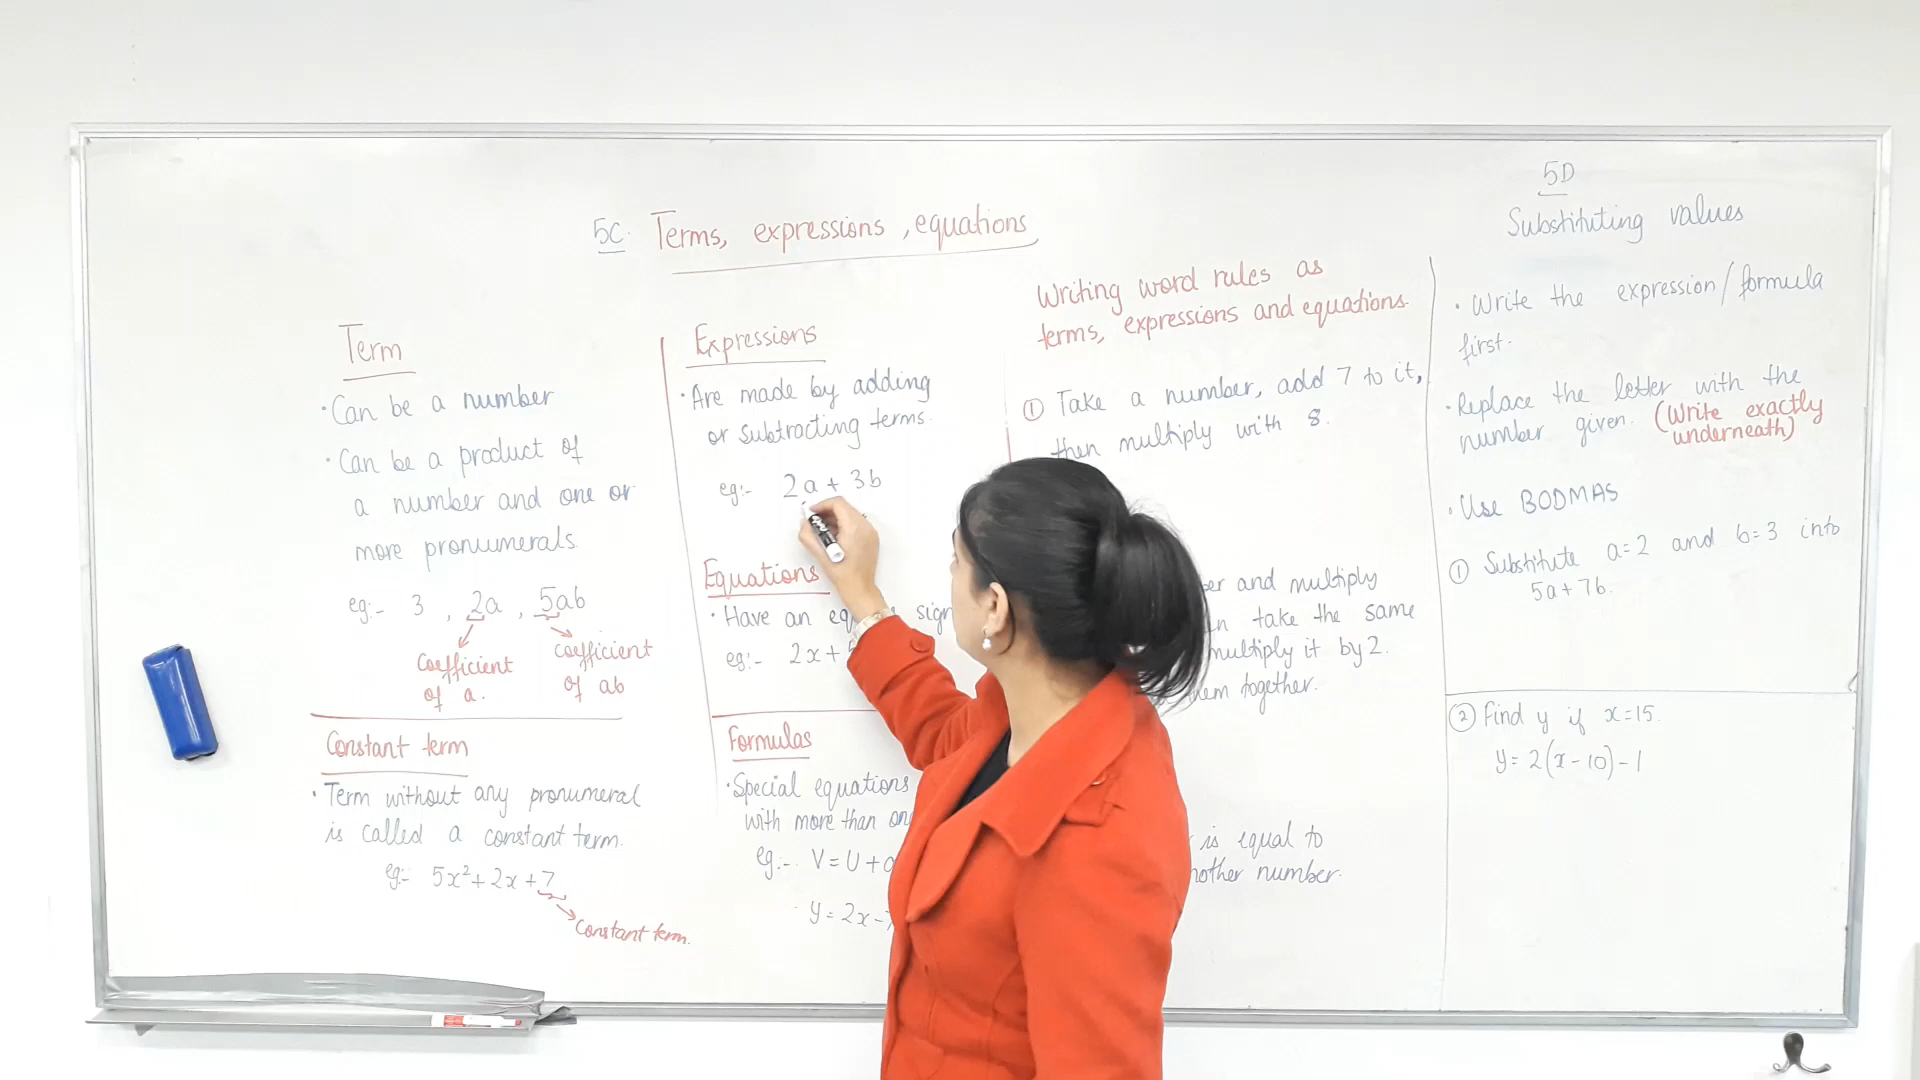 5C. Terms, expressions, equations
Term
· Can be a number
· Can be a product of
a number and one or
more pronumerals.
eg:- 3 , 2a , 5ab
coefficient of a.
coefficient of ab
Constant term
· Term without any pronumeral
is called a constant term.
eg:- 5x²+2x+7
Constant term.
Expressions
· Are made by adding
or subtracting terms.
eg:- 2a + 3b
Equations
· Have an
sign
eg:- 2x+
Formulas
· Special equations
with more than
eg:- V=U+
y=2x-
Writing word rules as
terms, expressions and equations.
① Take a number, add 7 to it,
then multiply with 8.
and multiply
take the same
multiply it by 2.
together.
is equal to
number.
5D
Substituting values
· Write the expression/formula
first.
· Replace the letter with the
number given. (Write exactly
underneath)
· Use BODMAS
① Substitute a=2 and b=3 into
5a+7b.
② Find y if x=15.
y= 2(x-10)-1